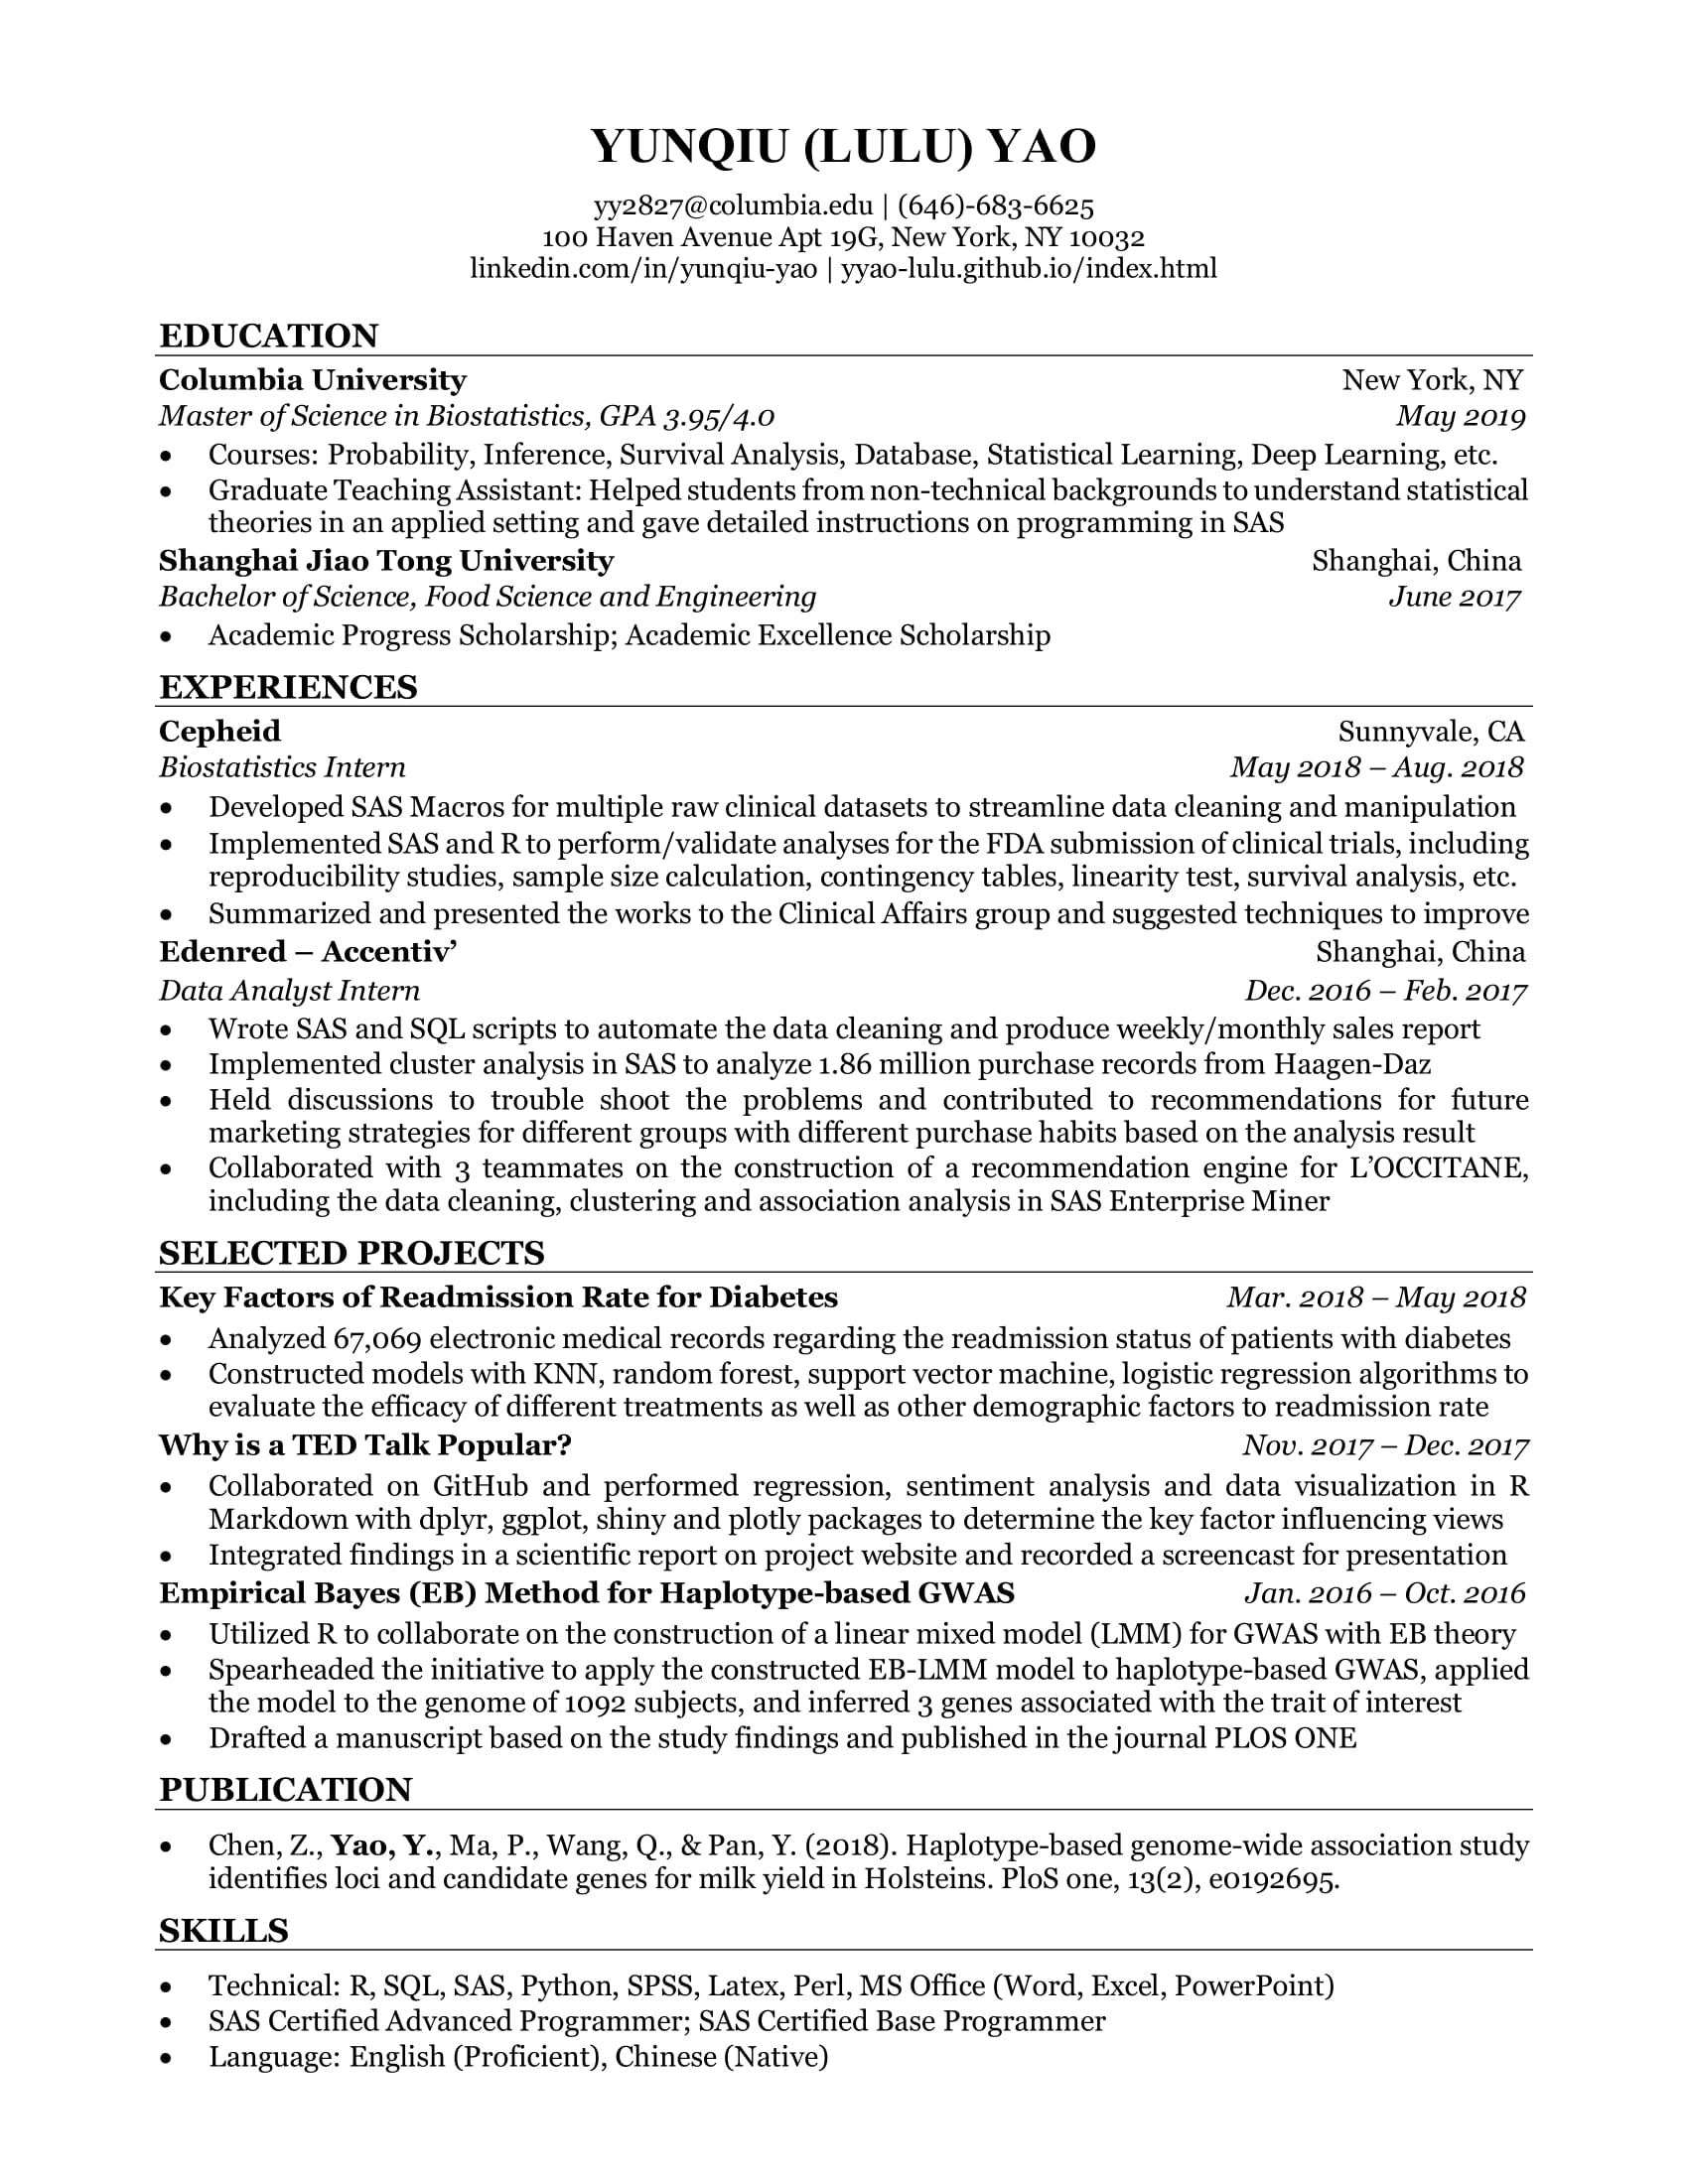 YUNQIU (LULU) YAO
yy2827@columbia.edu | (646)-683-6625
100 Haven Avenue Apt 19G, New York, NY 10032
linkedin.com/in/yunqiu-yao | yyao-lulu.github.io/index.html
EDUCATION
Columbia University New York, NY
Master of Science in Biostatistics, GPA 3.95/4.0 May 2019
• Courses: Probability, Inference, Survival Analysis, Database, Statistical Learning, Deep Learning, etc.
• Graduate Teaching Assistant: Helped students from non-technical backgrounds to understand statistical
theories in an applied setting and gave detailed instructions on programming in SAS
Shanghai Jiao Tong University Shanghai, China
Bachelor of Science, Food Science and Engineering June 2017
• Academic Progress Scholarship; Academic Excellence Scholarship
EXPERIENCES
Cepheid Sunnyvale, CA
Biostatistics Intern May 2018 – Aug. 2018
• Developed SAS Macros for multiple raw clinical datasets to streamline data cleaning and manipulation
• Implemented SAS and R to perform/validate analyses for the FDA submission of clinical trials, including
reproducibility studies, sample size calculation, contingency tables, linearity test, survival analysis, etc.
• Summarized and presented the works to the Clinical Affairs group and suggested techniques to improve
Edenred – Accentiv’ Shanghai, China
Data Analyst Intern Dec. 2016 – Feb. 2017
• Wrote SAS and SQL scripts to automate the data cleaning and produce weekly/monthly sales report
• Implemented cluster analysis in SAS to analyze 1.86 million purchase records from Haagen-Daz
• Held discussions to trouble shoot the problems and contributed to recommendations for future
marketing strategies for different groups with different purchase habits based on the analysis result
• Collaborated with 3 teammates on the construction of a recommendation engine for L’OCCITANE,
including the data cleaning, clustering and association analysis in SAS Enterprise Miner
SELECTED PROJECTS
Key Factors of Readmission Rate for Diabetes Mar. 2018 – May 2018
• Analyzed 67,069 electronic medical records regarding the readmission status of patients with diabetes
• Constructed models with KNN, random forest, support vector machine, logistic regression algorithms to
evaluate the efficacy of different treatments as well as other demographic factors to readmission rate
Why is a TED Talk Popular? Nov. 2017 – Dec. 2017
• Collaborated on GitHub and performed regression, sentiment analysis and data visualization in R
Markdown with dplyr, ggplot, shiny and plotly packages to determine the key factor influencing views
• Integrated findings in a scientific report on project website and recorded a screencast for presentation
Empirical Bayes (EB) Method for Haplotype-based GWAS Jan. 2016 – Oct. 2016
• Utilized R to collaborate on the construction of a linear mixed model (LMM) for GWAS with EB theory
• Spearheaded the initiative to apply the constructed EB-LMM model to haplotype-based GWAS, applied
the model to the genome of 1092 subjects, and inferred 3 genes associated with the trait of interest
• Drafted a manuscript based on the study findings and published in the journal PLOS ONE
PUBLICATION
• Chen, Z., Yao, Y., Ma, P., Wang, Q., & Pan, Y. (2018). Haplotype-based genome-wide association study
identifies loci and candidate genes for milk yield in Holsteins. PloS one, 13(2), e0192695.
SKILLS
• Technical: R, SQL, SAS, Python, SPSS, Latex, Perl, MS Office (Word, Excel, PowerPoint)
• SAS Certified Advanced Programmer; SAS Certified Base Programmer
• Language: English (Proficient), Chinese (Native)